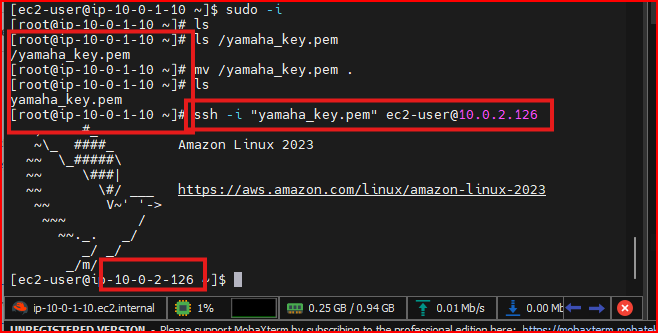 [ec2-user@ip-10-0-1-10 ~]$ sudo -i
[root@ip-10-0-1-10 ~]# ls
[root@ip-10-0-1-10 ~]# ls /yamaha_key.pem
/yamaha_key.pem
[root@ip-10-0-1-10 ~]# mv /yamaha_key.pem .
[root@ip-10-0-1-10 ~]# ls
yamaha_key.pem
[root@ip-10-0-1-10 ~]# ssh -i "yamaha_key.pem" ec2-user@10.0.2.126
   ,     #_
   ~\_  ####_        Amazon Linux 2023
  ~~  \_#####\
  ~~     \###|
  ~~       \#/ ___   https://aws.amazon.com/linux/amazon-linux-2023
   ~~       V~' '->
    ~~~         /
      ~~._.   _/
         _/ _/
       _/m/'
[ec2-user@ip-10-0-2-126 ~]$
ip-10-0-1-10.ec2.internal 1% 0.25 GB / 0.94 GB 0.01 Mb/s 0.00 Mb
UNREGISTERED VERSION - Please support MobaXterm by subscribing to the professional edition here: https://mobaxterm.mobate